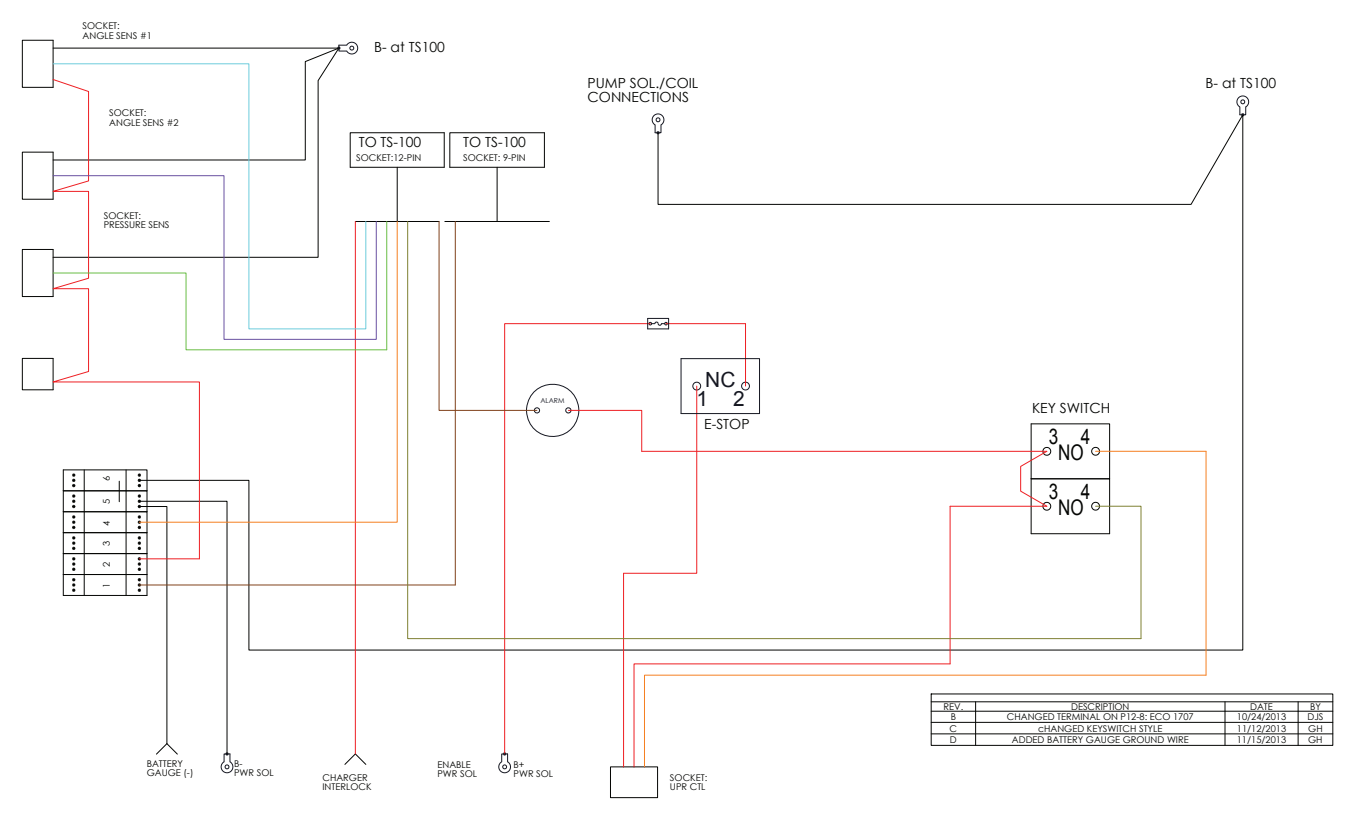 SOCKET:
ANGLE SENS #1
B- at TS100
PUMP SOL./COIL
CONNECTIONS
B- at TS100
SOCKET:
ANGLE SENS #2
TO TS-100
SOCKET:12-PIN
TO TS-100
SOCKET: 9-PIN
SOCKET:
PRESSURE SENS
NC
1 2
E-STOP
ALARM
KEY SWITCH
3 NO 4
3 NO 4
6
5
4
3
2
1
BATTERY
GAUGE (-)
B-
PWR SOL
CHARGER
INTERLOCK
ENABLE
PWR SOL
B+
PWR SOL
SOCKET:
UPR CTL
REV. DESCRIPTION DATE BY
B CHANGED TERMINAL ON P12-8: ECO 1707 10/24/2013 DJS
C cHANGED KEYSWITCH STYLE 11/12/2013 GH
D ADDED BATTERY GAUGE GROUND WIRE 11/15/2013 GH